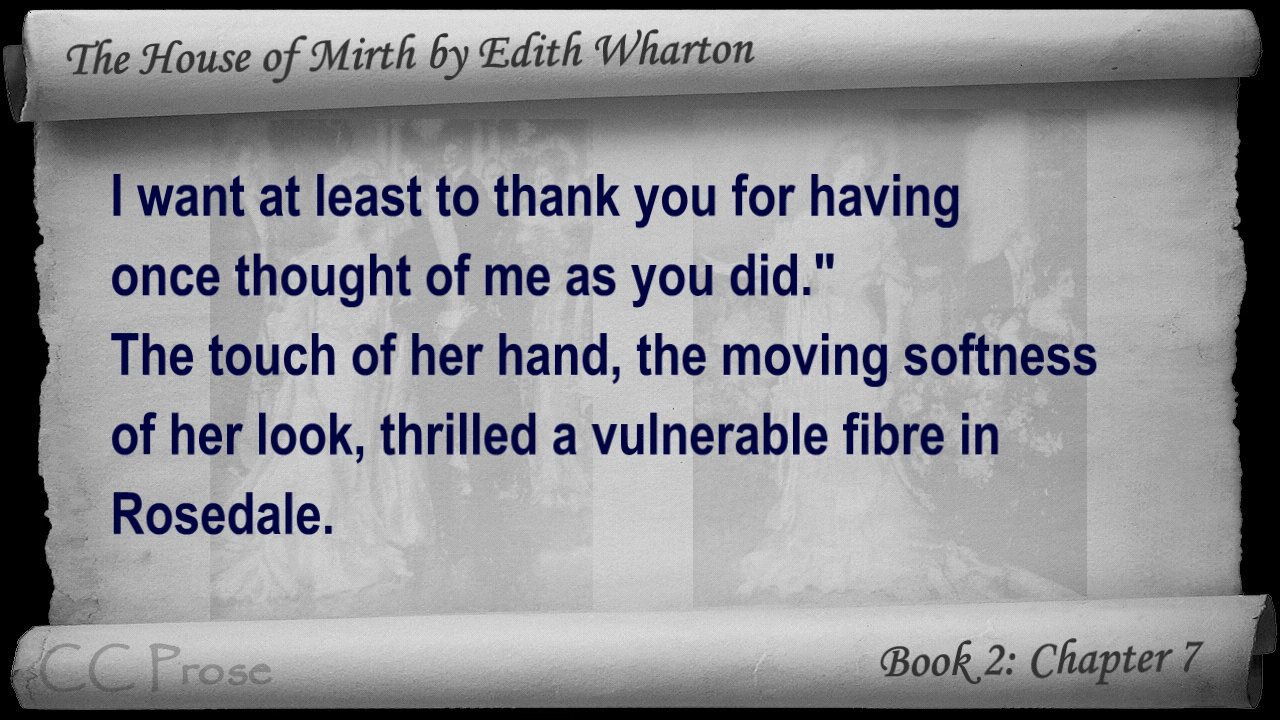 The House of Mirth by Edith Wharton
I want at least to thank you for having
once thought of me as you did."
The touch of her hand, the moving softness
of her look, thrilled a vulnerable fibre in
Rosedale.
CC Prose
Book 2: Chapter 7